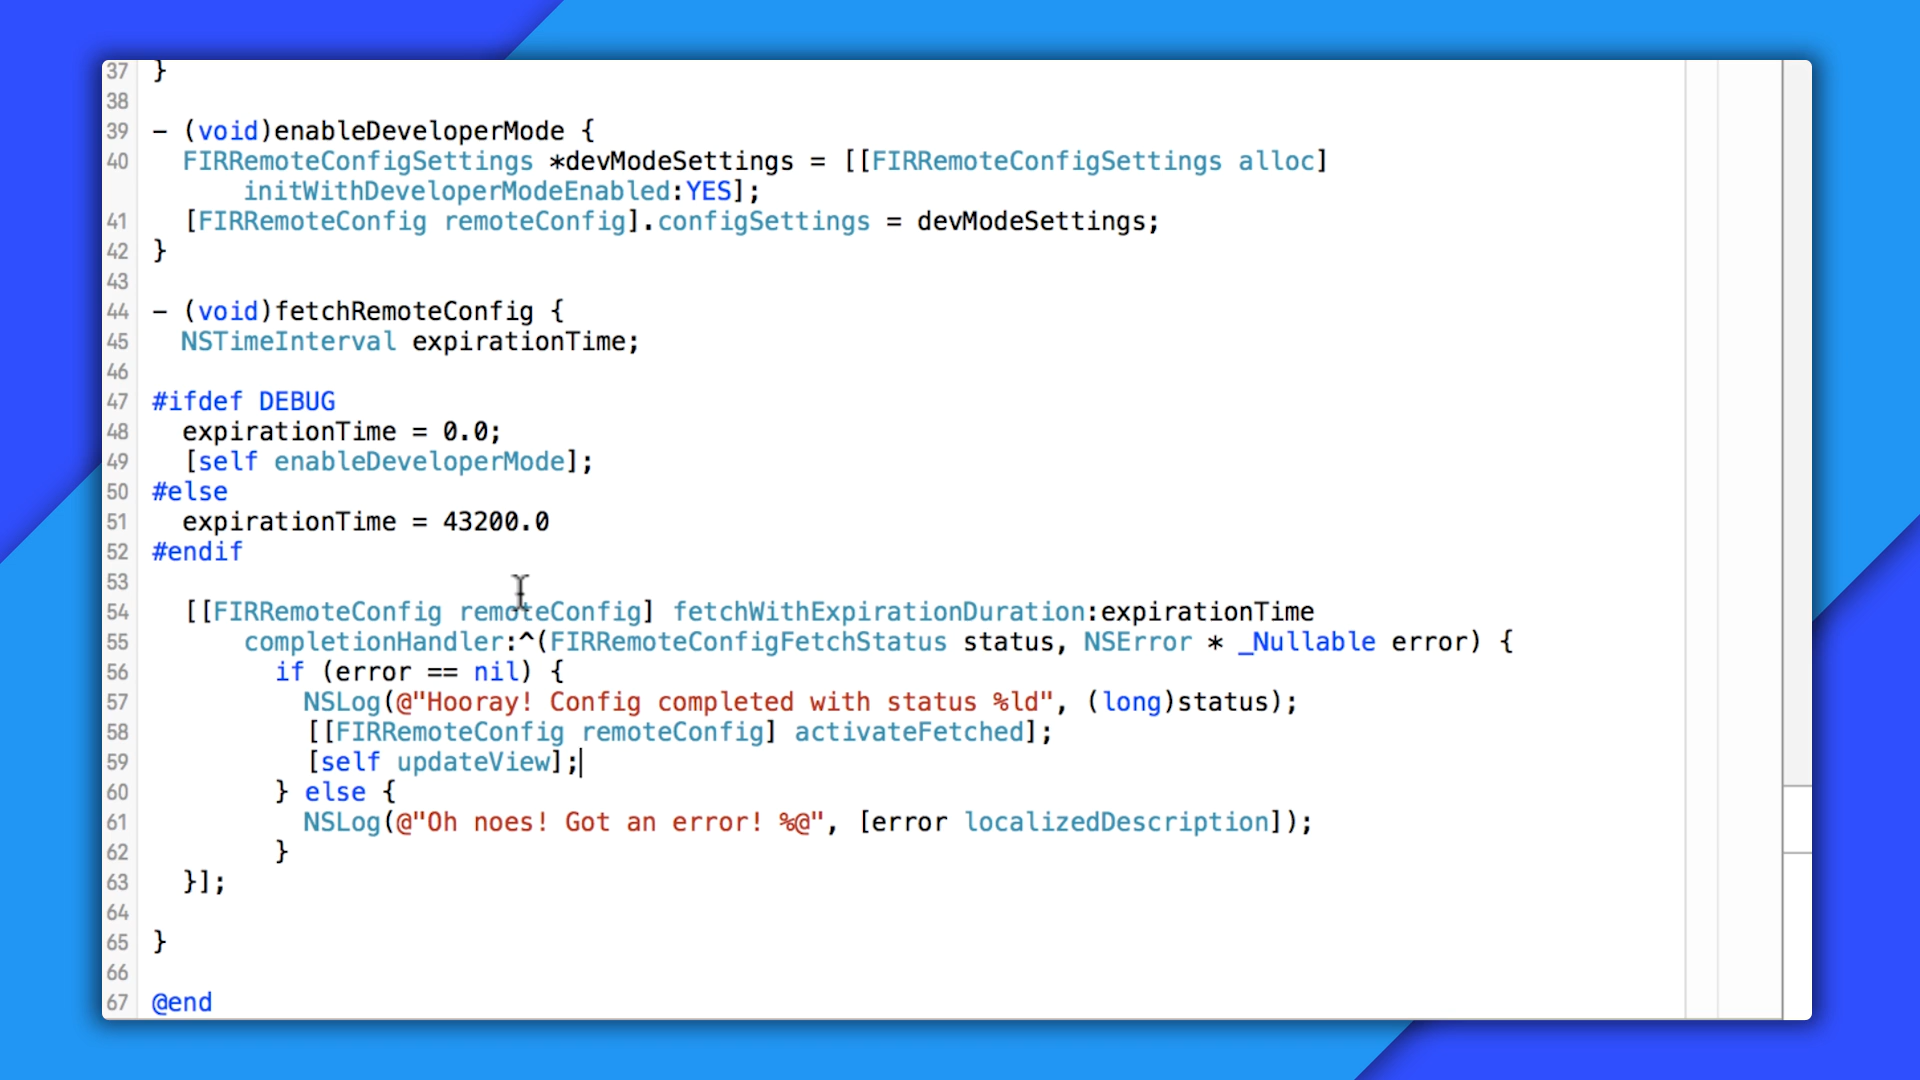 37 }
38
39 - (void)enableDeveloperMode {
40 FIRRemoteConfigSettings *devModeSettings = [[FIRRemoteConfigSettings alloc]
initWithDeveloperModeEnabled:YES];
41 [FIRRemoteConfig remoteConfig].configSettings = devModeSettings;
42 }
43
44 - (void)fetchRemoteConfig {
45 NSTimeInterval expirationTime;
46
47 #ifdef DEBUG
48 expirationTime = 0.0;
49 [self enableDeveloperMode];
50 #else
51 expirationTime = 43200.0
52 #endif
53
54 [[FIRRemoteConfig remoteConfig] fetchWithExpirationDuration:expirationTime
55 completionHandler:^(FIRRemoteConfigFetchStatus status, NSError * _Nullable error) {
56 if (error == nil) {
57 NSLog(@"Hooray! Config completed with status %ld", (long)status);
58 [[FIRRemoteConfig remoteConfig] activateFetched];
59 [self updateView];
60 } else {
61 NSLog(@"Oh noes! Got an error! %@", [error localizedDescription]);
62 }
63 }];
64
65 }
66
67 @end